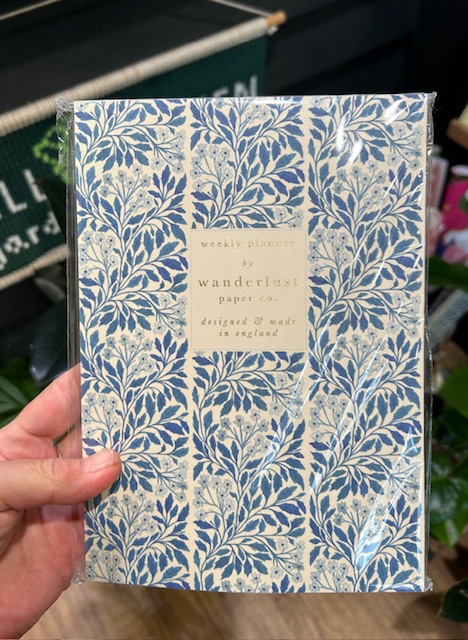 weekly planner
by
wanderlust
paper co.
designed & made
in england